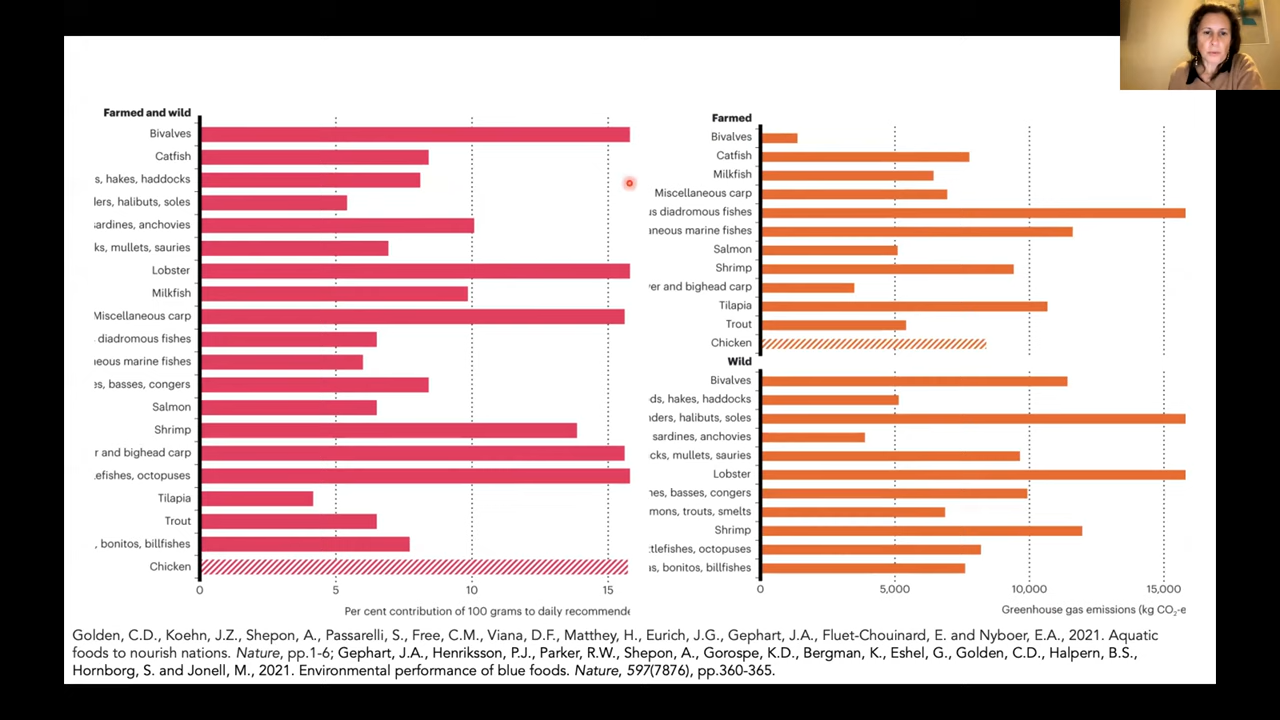 Farmed and wild
Bivalves
Catfish
s, hakes, haddocks
lers, halibuts, soles
sardines, anchovies
ks, mullets, sauries
Lobster
Milkfish
Miscellaneous carp
diadromous fishes
neous marine fishes
es, basses, congers
Salmon
Shrimp
r and bighead carp
lefishes, octopuses
Tilapia
Trout
, bonitos, billfishes
Chicken
0 5 10 15
Per cent contribution of 100 grams to daily recommende
Farmed
Bivalves
Catfish
Milkfish
Miscellaneous carp
us diadromous fishes
aneous marine fishes
Salmon
Shrimp
ver and bighead carp
Tilapia
Trout
Chicken
Wild
Bivalves
ds, hakes, haddocks
nders, halibuts, soles
sardines, anchovies
cks, mullets, sauries
Lobster
nes, basses, congers
mons, trouts, smelts
Shrimp
ttlefishes, octopuses
as, bonitos, billfishes
0 5,000 10,000 15,000
Greenhouse gas emissions (kg CO₂-e
Golden, C.D., Koehn, J.Z., Shepon, A., Passarelli, S., Free, C.M., Viana, D.F., Matthey, H., Eurich, J.G., Gephart, J.A., Fluet-Chouinard, E. and Nyboer, E.A., 2021. Aquatic
foods to nourish nations. Nature, pp.1-6; Gephart, J.A., Henriksson, P.J., Parker, R.W., Shepon, A., Gorospe, K.D., Bergman, K., Eshel, G., Golden, C.D., Halpern, B.S.,
Hornborg, S. and Jonell, M., 2021. Environmental performance of blue foods. Nature, 597(7876), pp.360-365.